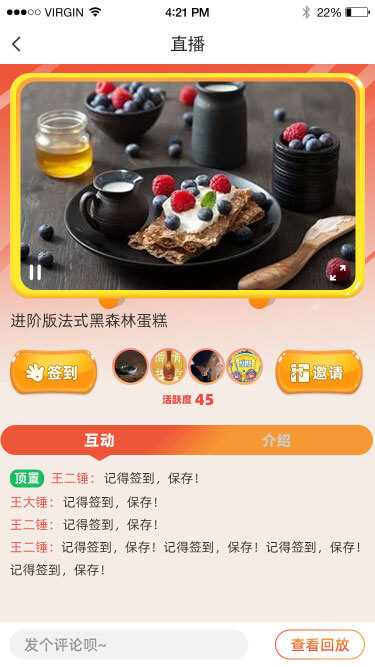 VIRGIN 4:21 PM 22%
直播
进阶版法式黑森林蛋糕
签到 邀请
活跃度 45
互动 介绍
顶置 王二锤：记得签到，保存！
王大锤：记得签到，保存！
王二锤：记得签到，保存！
王二锤：记得签到，保存！记得签到，保存！记得签到，保存！
记得签到，保存！
发个评论呗~ 查看回放